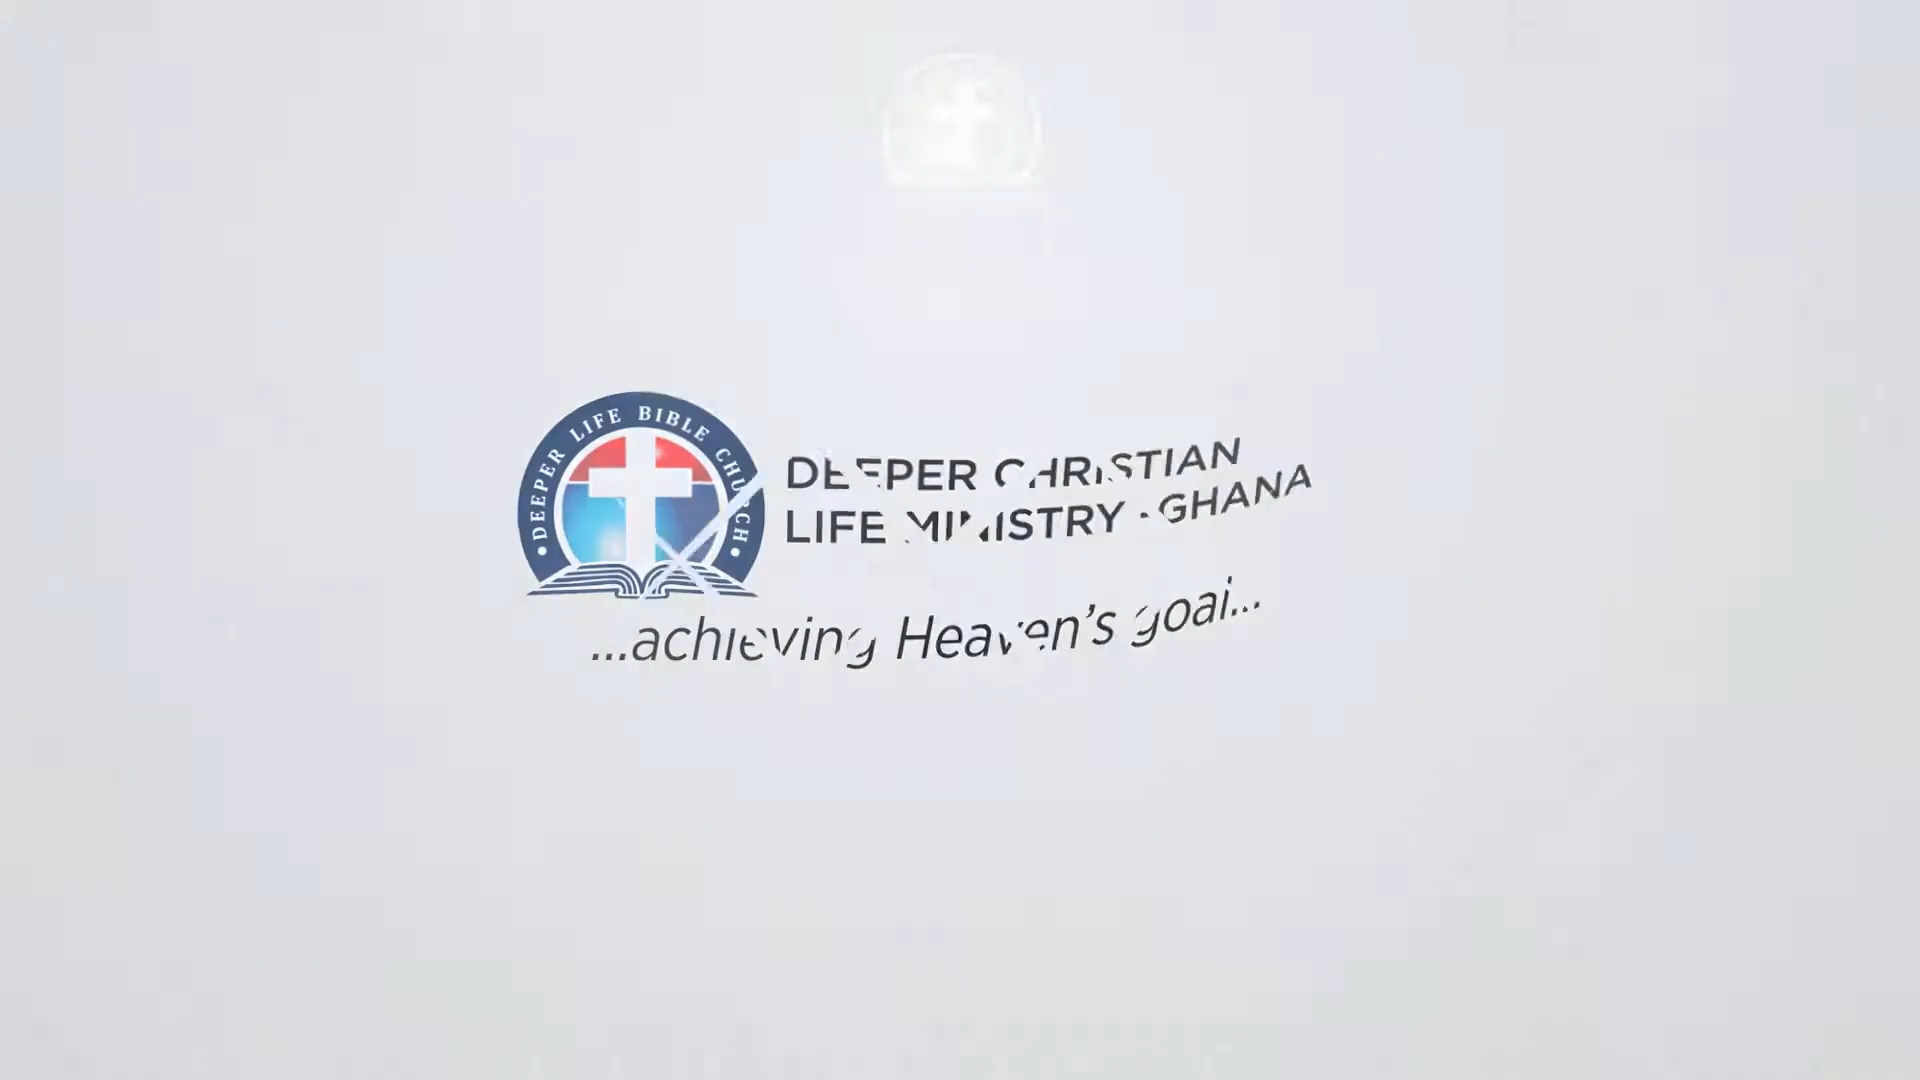 DEEPER LIFE BIBLE CHURCH
DEEPER CHRISTIAN
LIFE MINISTRY - GHANA
...achieving Heaven's goal...